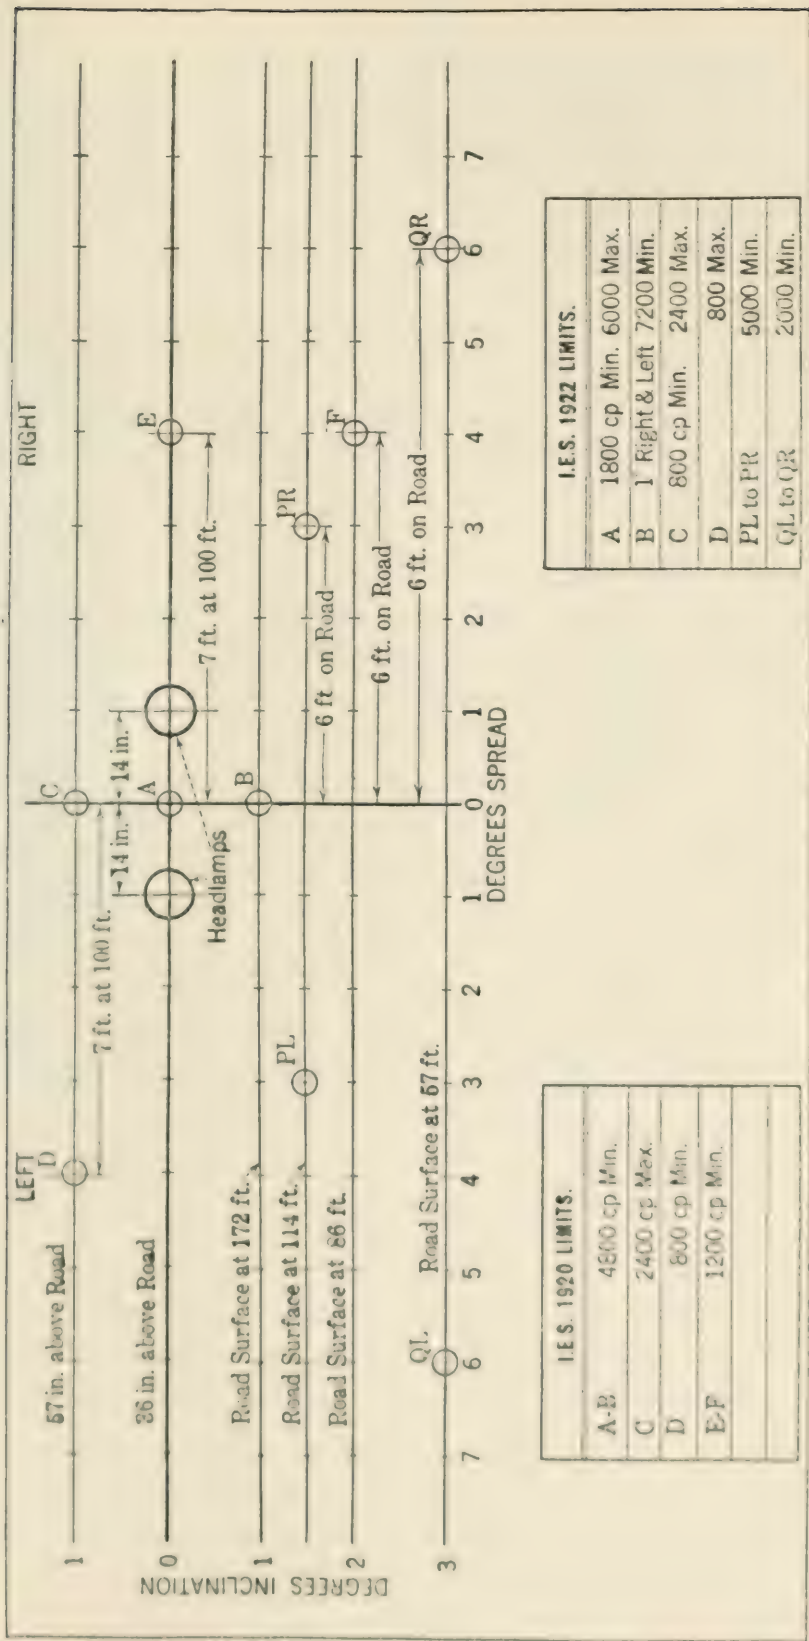 LEFT
RIGHT
D
C
57 in. above Road
7 ft. at 100 ft.
14 in.
14 in.
1
36 in. above Road
A
E
0
Headlamps
7 ft. at 100 ft.
Road Surface at 172 ft.
B
1
Road Surface at 114 ft.
PL
PR
6 ft. on Road
Road Surface at 86 ft.
F
2
6 ft. on Road
QL
Road Surface at 57 ft.
QR
6 ft. on Road
3
7 6 5 4 3 2 1 0 1 2 3 4 5 6 7
DEGREES INCLINATION
DEGREES SPREAD
I.E.S. 1920 LIMITS.
A-B 4800 cp Min.
C 2400 cp Max.
D 800 cp Min.
E-F 1200 cp Min.
I.E.S. 1922 LIMITS.
A 1800 cp Min. 6000 Max.
B 1° Right & Left 7200 Min.
C 800 cp Min. 2400 Max.
D 800 Max.
PL to PR 5000 Min.
QL to QR 2000 Min.